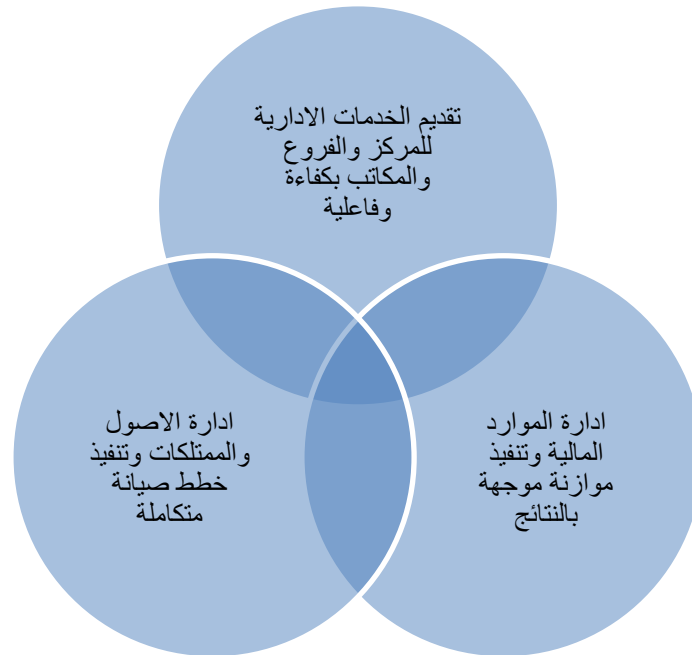 تقديم الخدمات الادارية
للمركز والفروع
والمكاتب بكفاءة
وفاعلية
ادارة الموارد
المالية وتنفيذ
موازنة موجهة
بالنتائج
ادارة الاصول
والممتلكات وتنفيذ
خطط صيانة
متكاملة